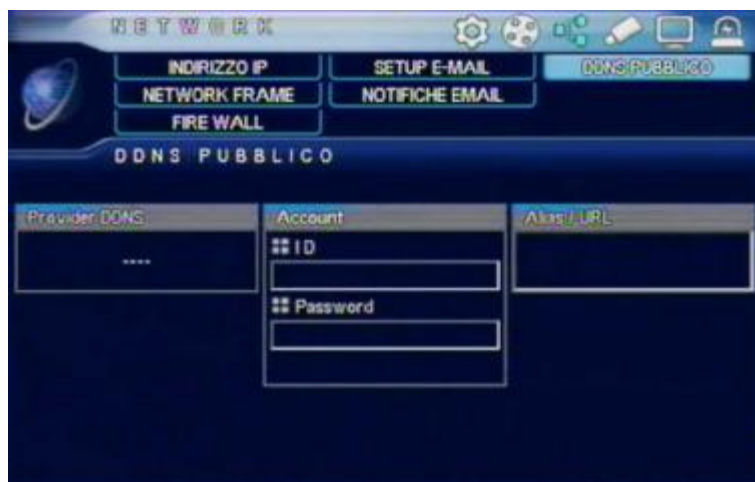 NETWORK
INDIRIZZO IP
SETUP E-MAIL
DDNS PUBBLICO
NETWORK FRAME
NOTIFICHE EMAIL
FIRE WALL
DDNS PUBBLICO
Provider DDNS
Account
Alias / URL
----
ID
Password